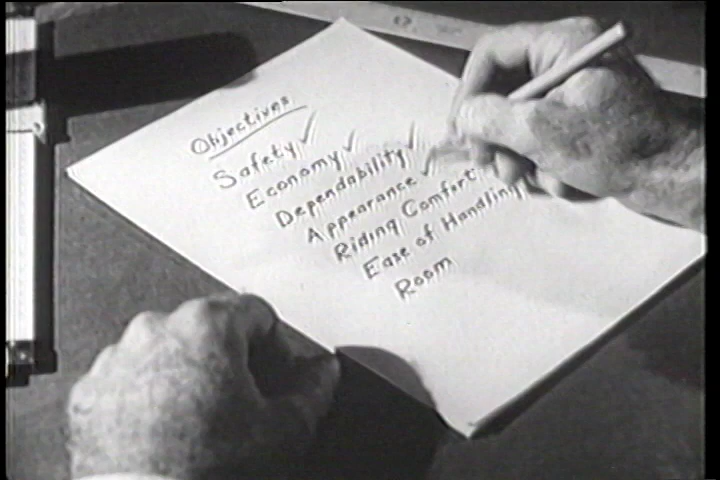 Objectives
Safety ✓
Economy ✓
Dependability ✓
Appearance ✓
Riding Comfort
Ease of Handling
Room